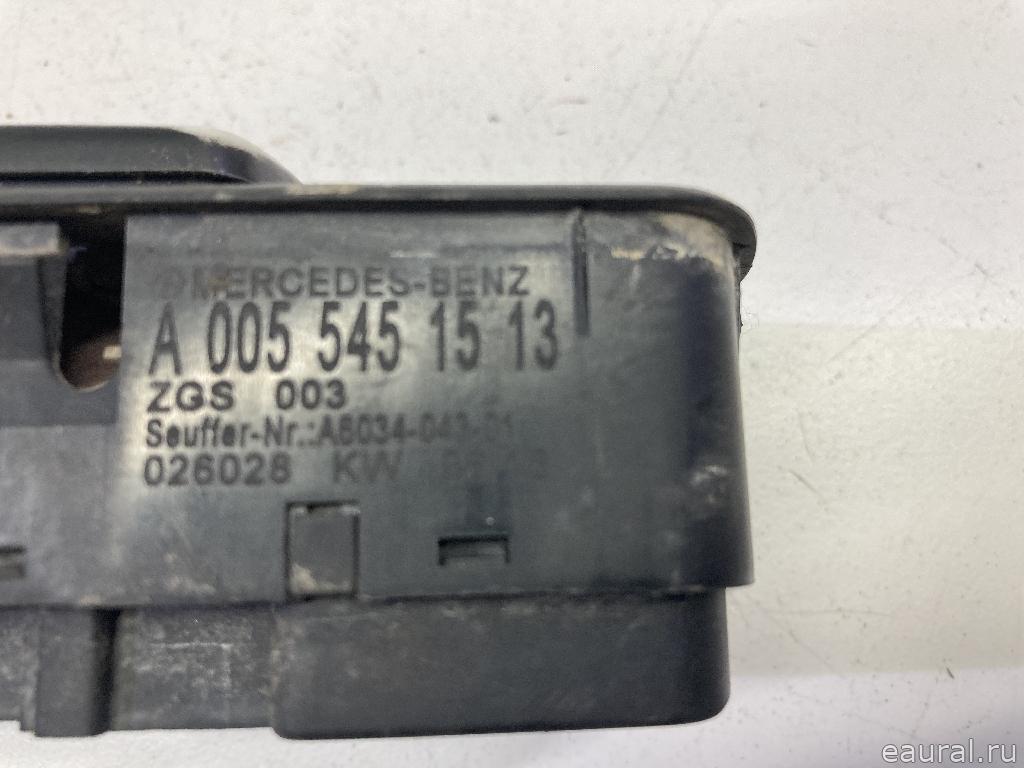 MERCEDES-BENZ
A 005 545 15 13
ZGS 003
Seuffer-Nr.:A6034-043-01
026028 KW
eaural.ru